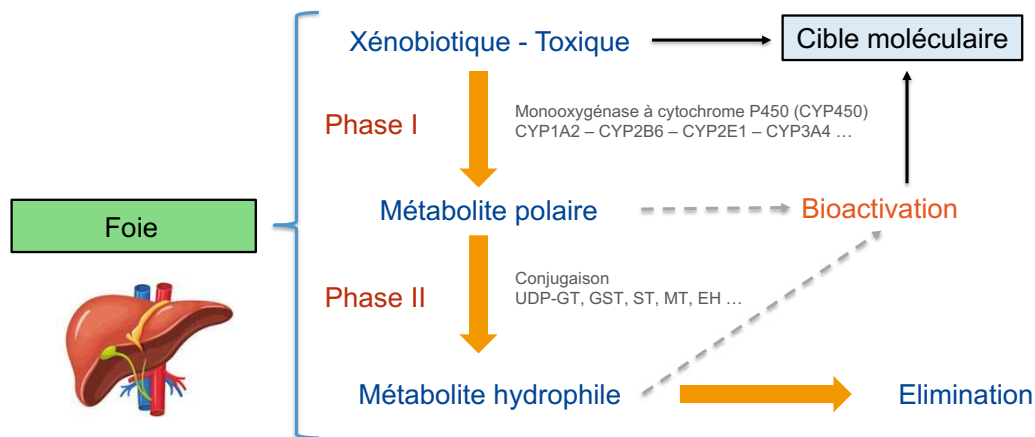 Xénobiotique - Toxique
Cible moléculaire
Phase I
Monooxygénase à cytochrome P450 (CYP450)
CYP1A2 – CYP2B6 – CYP2E1 – CYP3A4 …
Foie
Métabolite polaire
Bioactivation
Phase II
Conjugaison
UDP-GT, GST, ST, MT, EH …
Métabolite hydrophile
Elimination